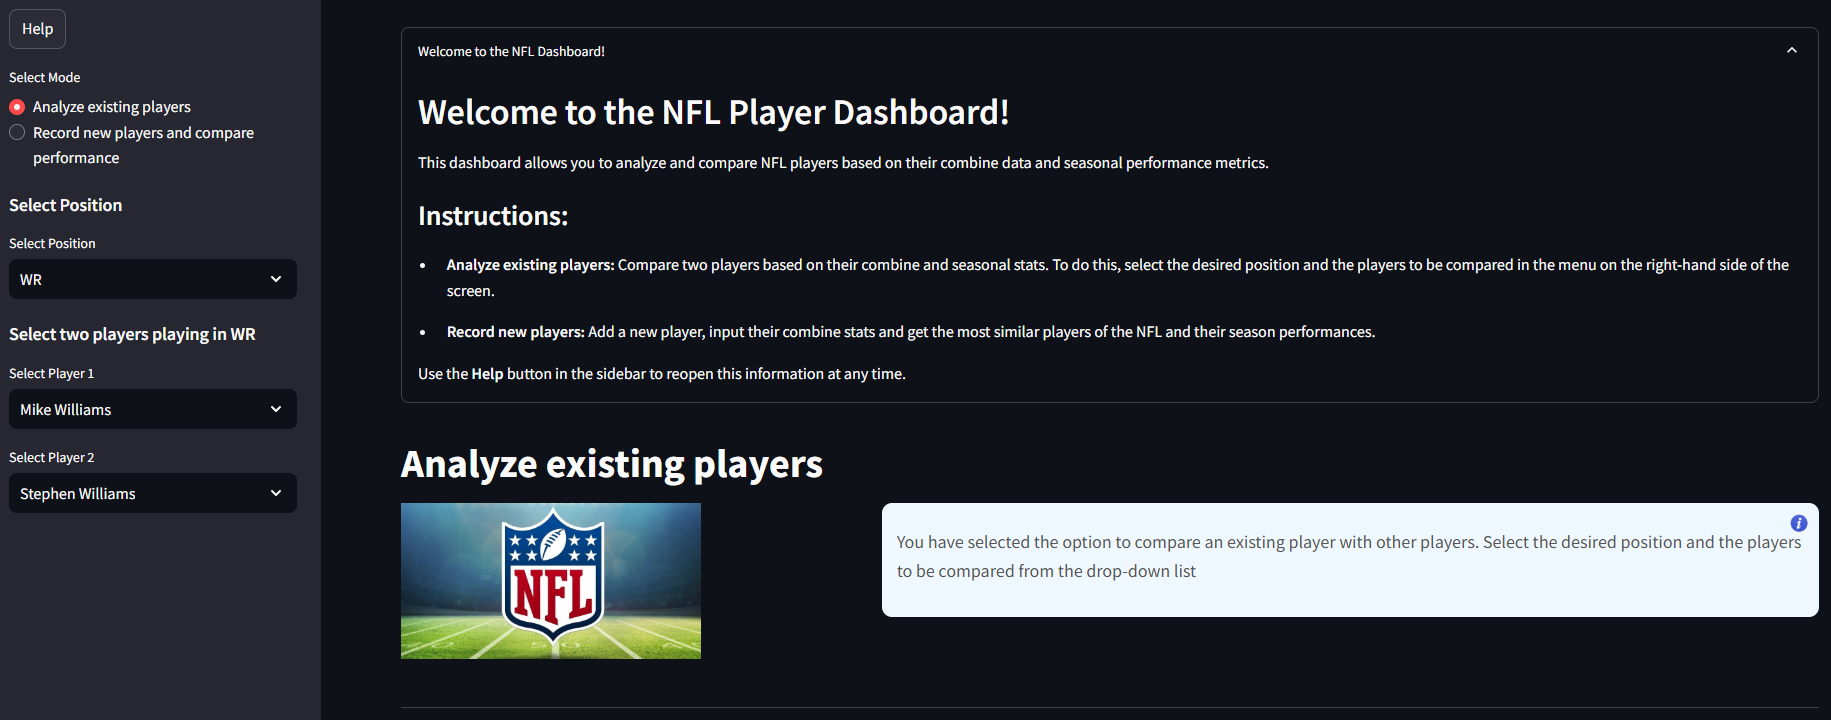 Help
Select Mode
Analyze existing players
Record new players and compare
performance
Select Position
Select Position
WR
Select two players playing in WR
Select Player 1
Mike Williams
Select Player 2
Stephen Williams
Welcome to the NFL Dashboard!
Welcome to the NFL Player Dashboard!
This dashboard allows you to analyze and compare NFL players based on their combine data and seasonal performance metrics.
Instructions:
• Analyze existing players: Compare two players based on their combine and seasonal stats. To do this, select the desired position and the players to be compared in the menu on the right-hand side of the
screen.
• Record new players: Add a new player, input their combine stats and get the most similar players of the NFL and their season performances.
Use the Help button in the sidebar to reopen this information at any time.
Analyze existing players
NFL
i
You have selected the option to compare an existing player with other players. Select the desired position and the players
to be compared from the drop-down list